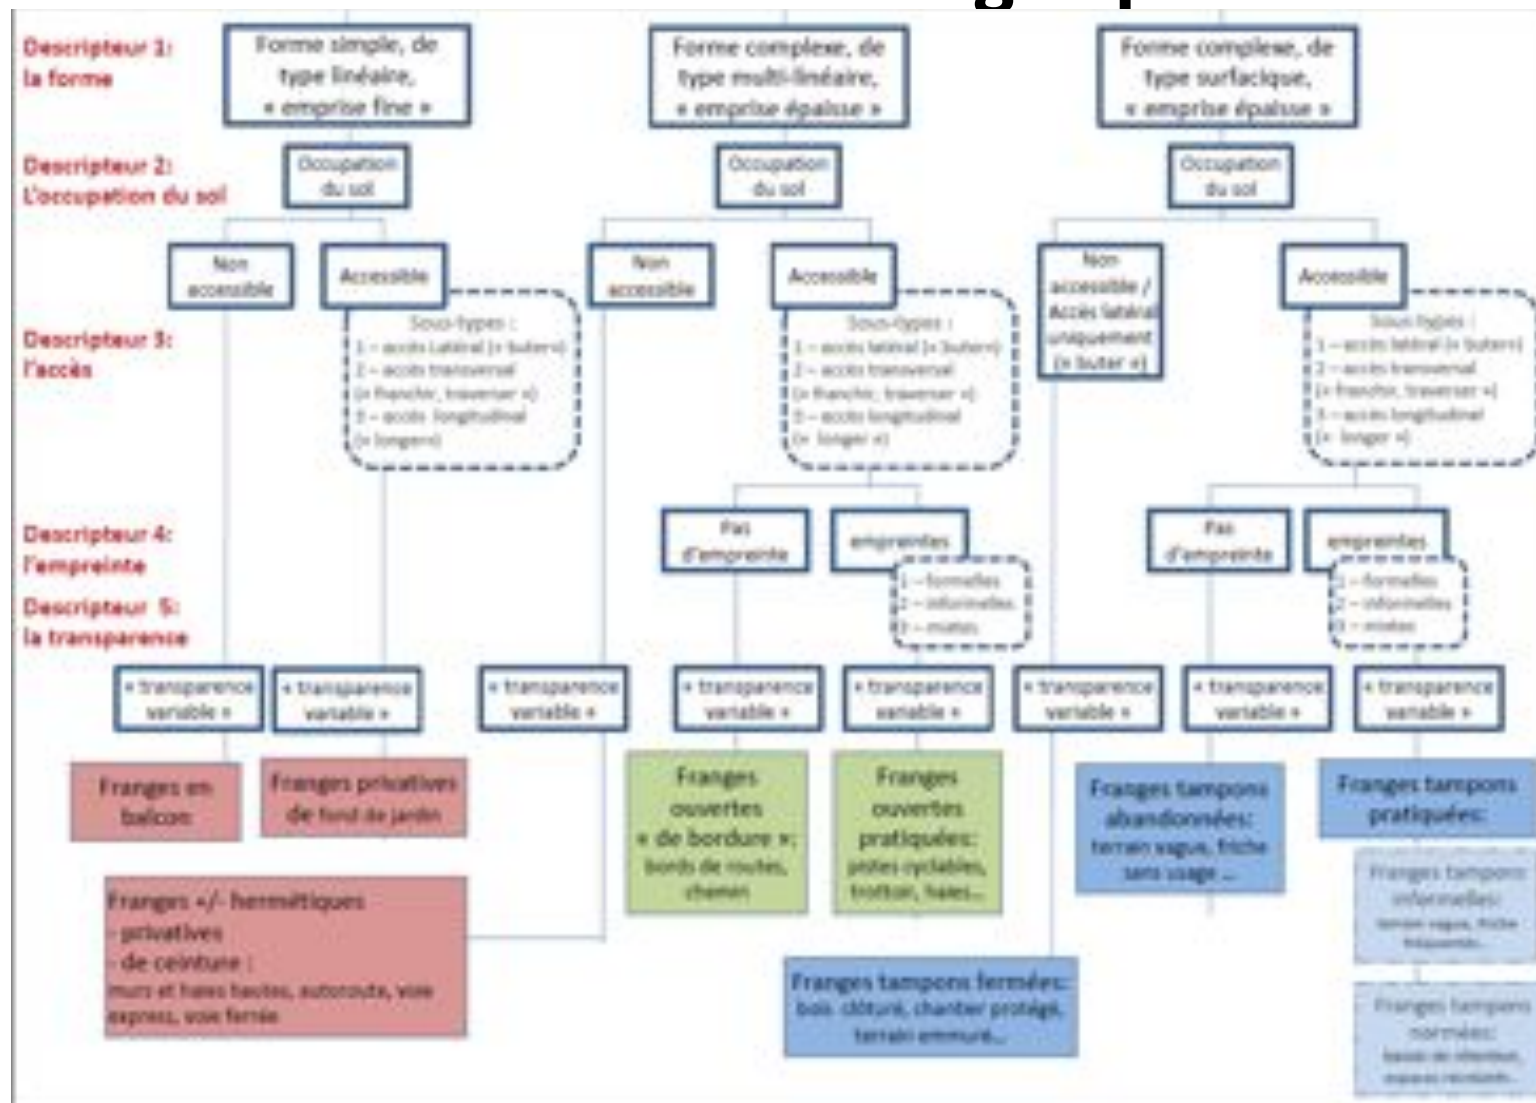 Descripteur 1:
la forme
Forme simple, de
type linéaire,
« emprise fine »
Forme complexe, de
type multi-linéaire,
« emprise épaisse »
Forme complexe, de
type surfacique,
« emprise épaisse »
Descripteur 2:
L'occupation du sol
Occupation
du sol
Occupation
du sol
Occupation
du sol
Non
accessible
Accessible
Non
accessible
Accessible
Non
accessible /
Accès latéral
uniquement
(« buter »)
Accessible
Descripteur 3:
l'accès
Sous-types :
1 – accès Latéral (« buter»)
2 – accès transversal
(« franchir, traverser »)
3 – accès longitudinal
(« longer»)
Sous-types :
1 – accès latéral (« buter»)
2 – accès transversal
(« franchir, traverser »)
3 – accès longitudinal
(« longer »)
Sous-types :
1 – accès latéral (« buter»)
2 – accès transversal
(« franchir, traverser »)
3 – accès longitudinal
(« longer »)
Descripteur 4:
l'empreinte
Pas
d'empreinte
empreintes
1 – formelles
2 – informelles
3 – mixtes
Pas
d'empreinte
empreintes
1 – formelles
2 – informelles
3 – mixtes
Descripteur 5:
la transparence
« transparence
variable »
« transparence
variable »
« transparence
variable »
« transparence
variable »
« transparence
variable »
« transparence
variable »
« transparence
variable »
« transparence
variable »
Franges en
balcon
Franges privatives
de fond de jardin
Franges +/- hermétiques
- privatives
- de ceinture :
murs et haies hautes, autoroute, voie
express, voie ferrée
Franges
ouvertes
« de bordure »:
bords de routes,
chemin
Franges
ouvertes
pratiquées:
pistes cyclables,
trottoir, haies...
Franges tampons fermées:
bois clôturé, chantier protégé,
terrain emmuré...
Franges tampons
abandonnées:
terrain vague, friche
sans usage ...
Franges tampons
pratiquées:
Franges tampons
informelles:
terrain vague, friche
Franges tampons
normées:
bassin de rétention,
espaces